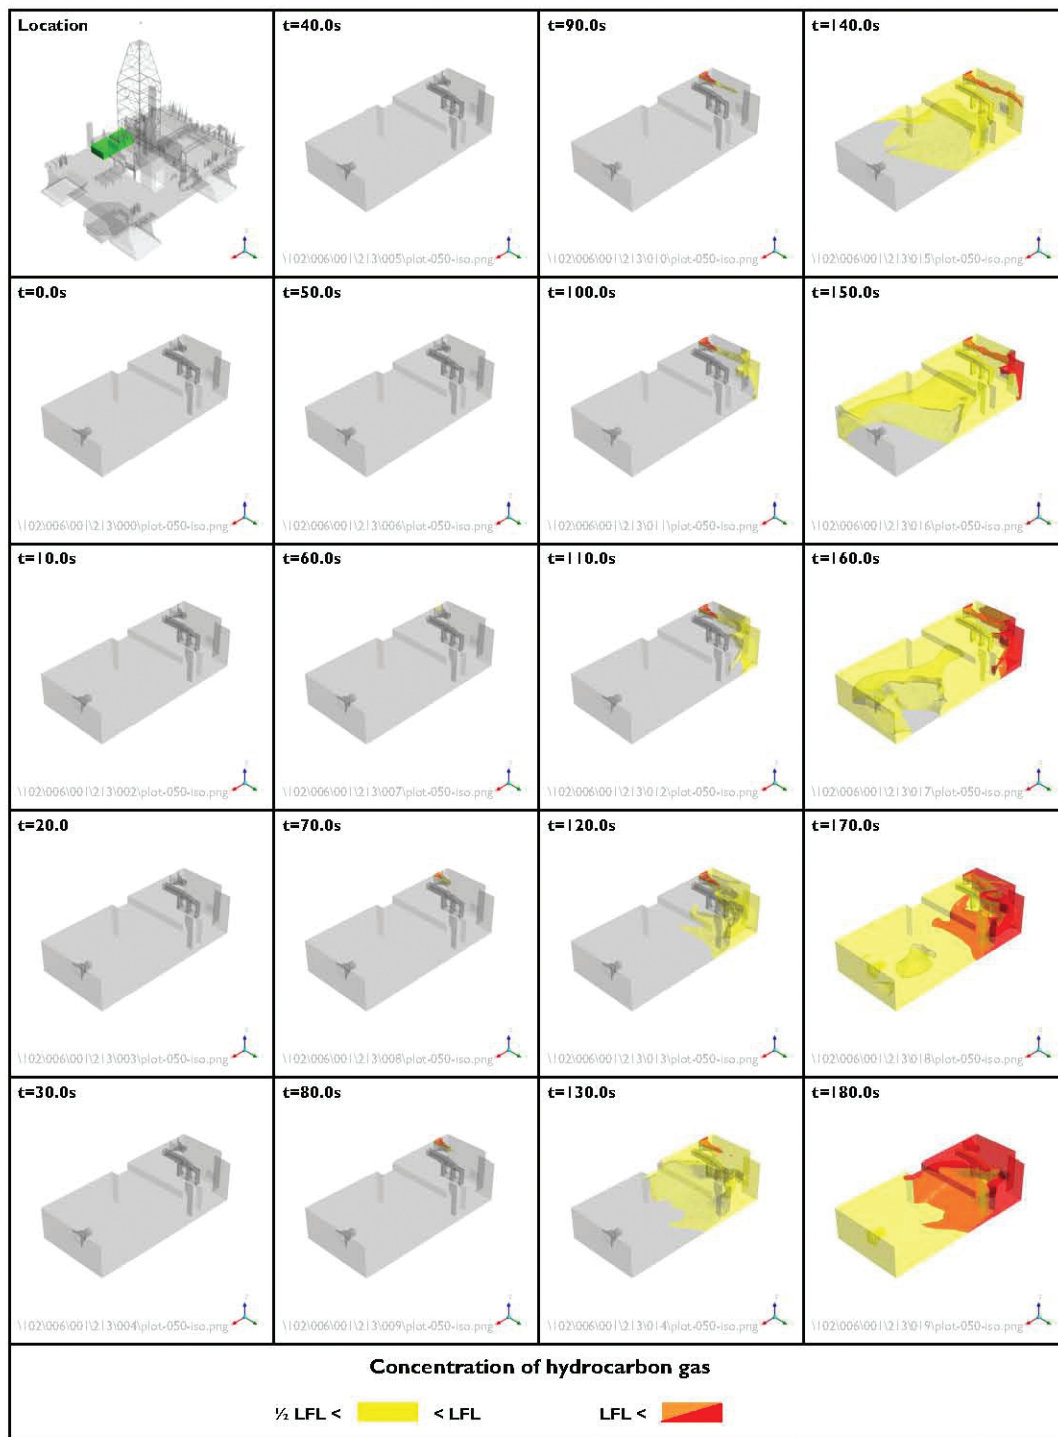 Location
t=40.0s
\102\006\001\213\005\plot-050-iso.png
t=90.0s
\102\006\001\213\010\plot-050-iso.png
t=140.0s
\102\006\001\213\015\plot-050-iso.png
t=0.0s
\102\006\001\213\000\plot-050-iso.png
t=50.0s
\102\006\001\213\006\plot-050-iso.png
t=100.0s
\102\006\001\213\011\plot-050-iso.png
t=150.0s
\102\006\001\213\016\plot-050-iso.png
t=10.0s
\102\006\001\213\002\plot-050-iso.png
t=60.0s
\102\006\001\213\007\plot-050-iso.png
t=110.0s
\102\006\001\213\012\plot-050-iso.png
t=160.0s
\102\006\001\213\017\plot-050-iso.png
t=20.0
\102\006\001\213\003\plot-050-iso.png
t=70.0s
\102\006\001\213\008\plot-050-iso.png
t=120.0s
\102\006\001\213\013\plot-050-iso.png
t=170.0s
\102\006\001\213\018\plot-050-iso.png
t=30.0s
\102\006\001\213\004\plot-050-iso.png
t=80.0s
\102\006\001\213\009\plot-050-iso.png
t=130.0s
\102\006\001\213\014\plot-050-iso.png
t=180.0s
\102\006\001\213\019\plot-050-iso.png
Concentration of hydrocarbon gas
½ LFL < < LFL LFL <